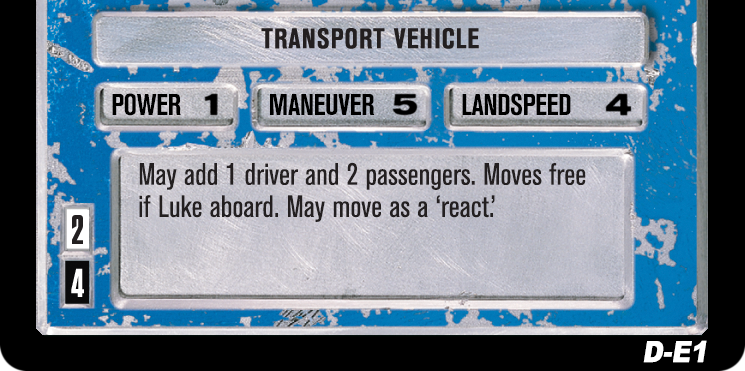 TRANSPORT VEHICLE
POWER 1 MANEUVER 5 LANDSPEED 4
May add 1 driver and 2 passengers. Moves free
if Luke aboard. May move as a ‘react.’
2
4
D-E1